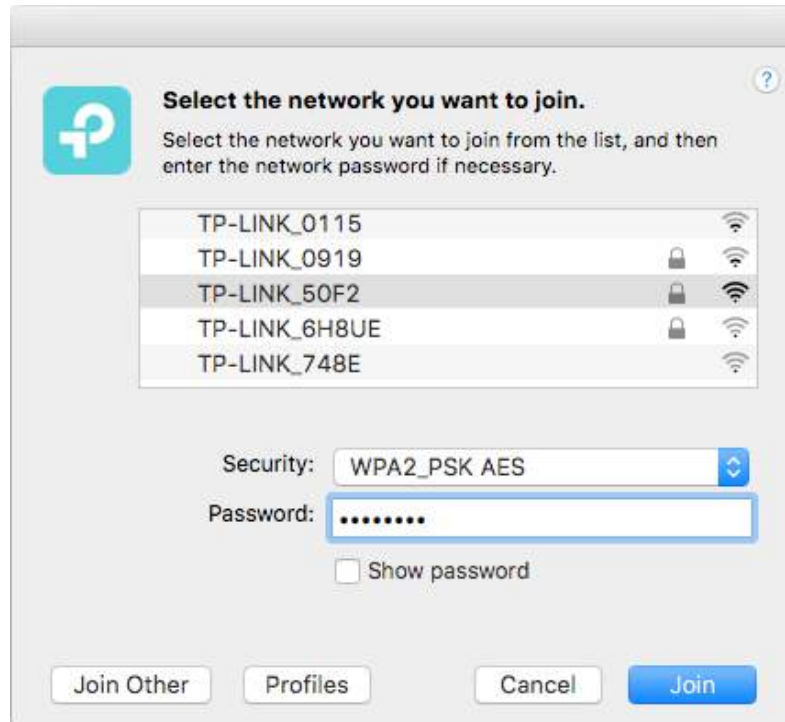 ?
Select the network you want to join.
Select the network you want to join from the list, and then
enter the network password if necessary.
TP-LINK_0115
TP-LINK_0919
TP-LINK_50F2
TP-LINK_6H8UE
TP-LINK_748E
Security: WPA2_PSK AES
Password: ••••••••
Show password
Join Other Profiles Cancel Join